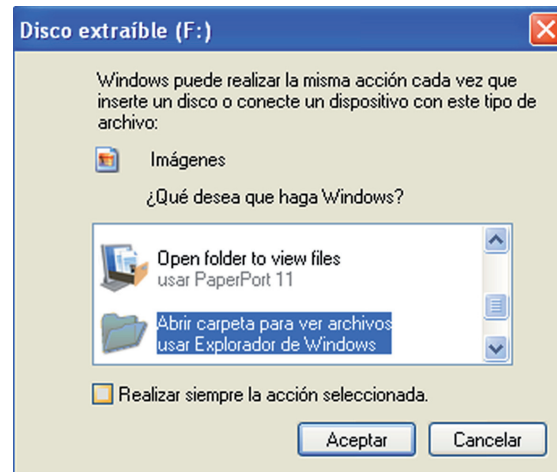 Disco extraíble (F:)
Windows puede realizar la misma acción cada vez que
inserte un disco o conecte un dispositivo con este tipo de
archivo:
Imágenes
¿Qué desea que haga Windows?
Open folder to view files
usar PaperPort 11
Abrir carpeta para ver archivos
usar Explorador de Windows
Realizar siempre la acción seleccionada.
Aceptar
Cancelar